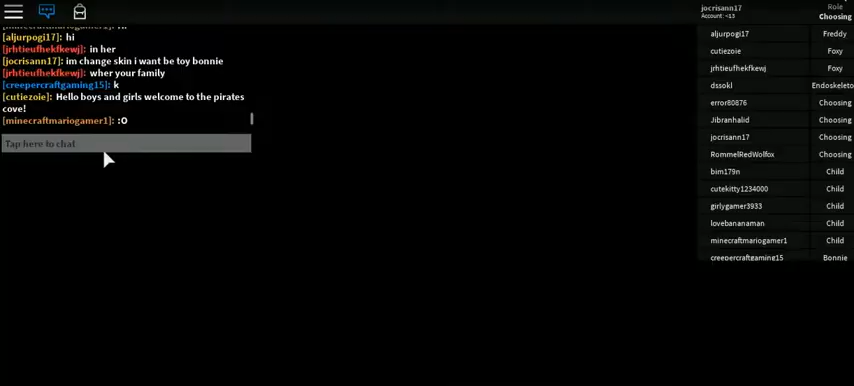 jocrisann17
Account: <13
Role
Choosing
[aljurpogi17]: hi
[jrhtieufhekfkewj]: in her
[jocrisann17]: im change skin i want be toy bonnie
[jrhtieufhekfkewj]: wher your family
[creepercraftgaming15]: k
[cutiezoie]: Hello boys and girls welcome to the pirates
cove!
[minecraftmariogamer1]: :O
Tap here to chat
aljurpogi17 Freddy
cutiezoie Foxy
jrhtieufhekfkewj Foxy
dssokl Endoskeleto
error80876 Choosing
Jibranhalid Choosing
jocrisann17 Choosing
RommelRedWolfox Choosing
bim179n Child
cutekitty1234000 Child
girlygamer3933 Child
lovebananaman Child
minecraftmariogamer1 Child
creepercraftgaming15 Bonnie